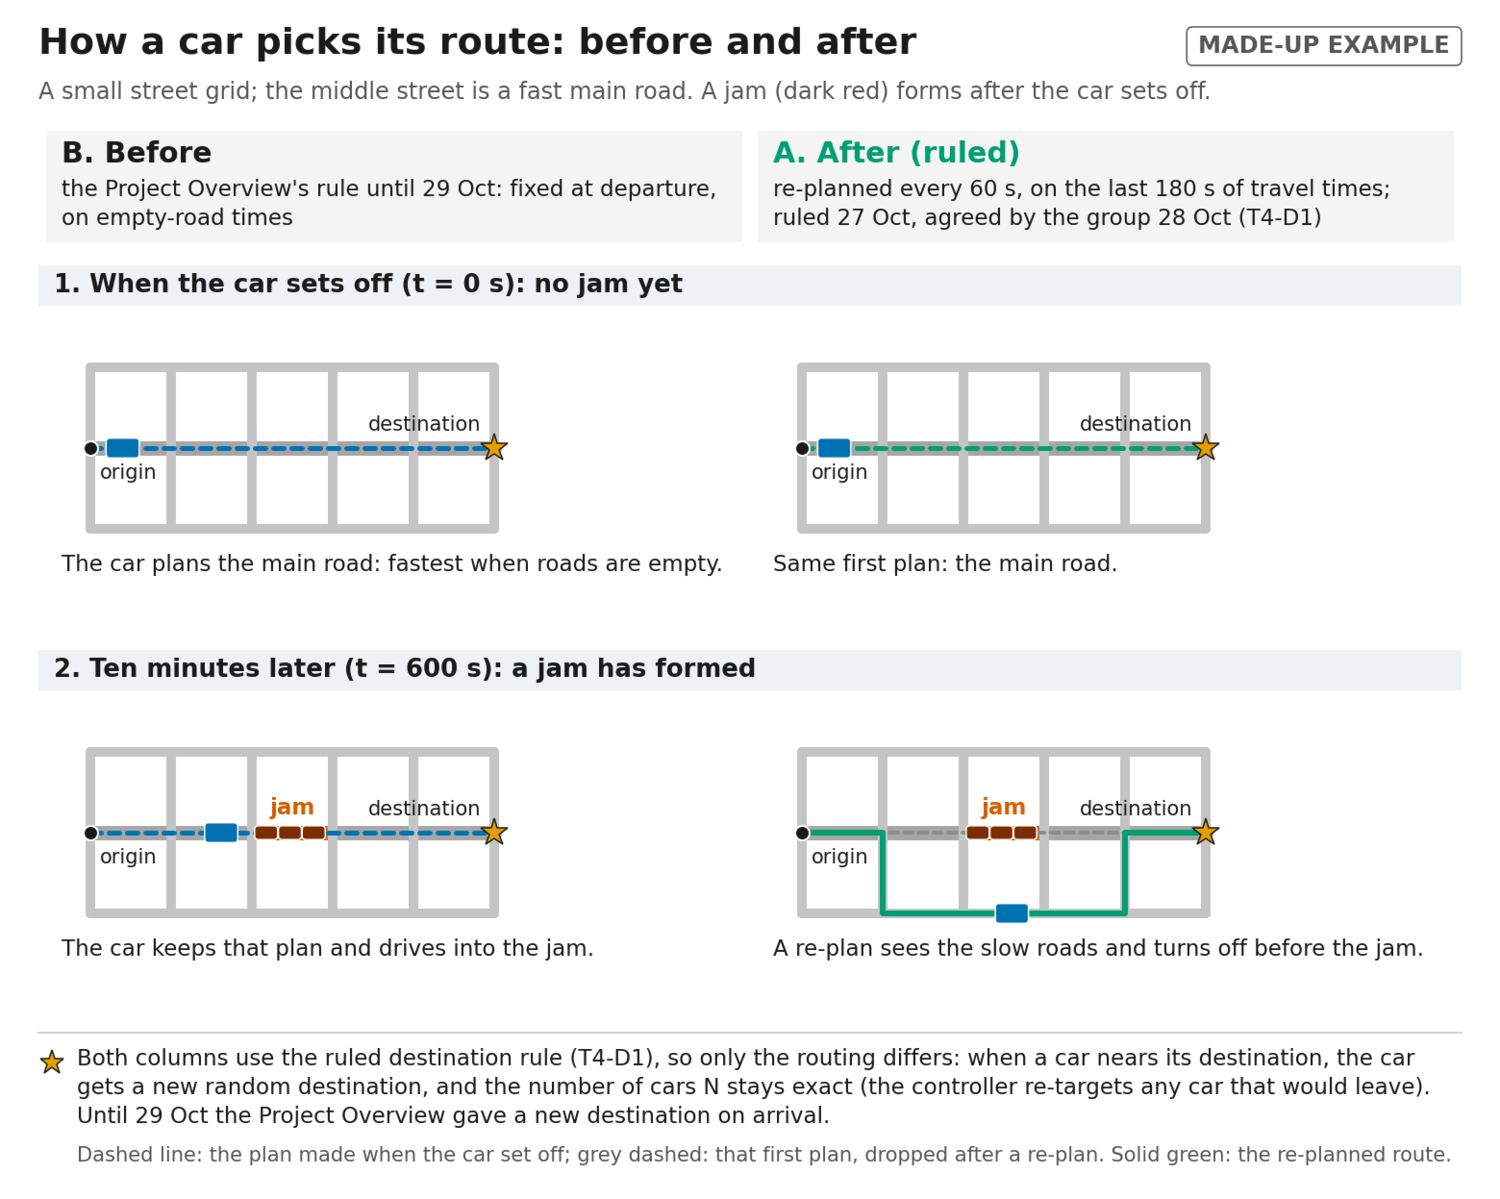 How a car picks its route: before and after
MADE-UP EXAMPLE
A small street grid; the middle street is a fast main road. A jam (dark red) forms after the car sets off.
B. Before
the Project Overview's rule until 29 Oct: fixed at departure,
on empty-road times
A. After (ruled)
re-planned every 60 s, on the last 180 s of travel times;
ruled 27 Oct, agreed by the group 28 Oct (T4-D1)
1. When the car sets off (t = 0 s): no jam yet
destination
origin
The car plans the main road: fastest when roads are empty.
destination
origin
Same first plan: the main road.
2. Ten minutes later (t = 600 s): a jam has formed
jam
destination
origin
The car keeps that plan and drives into the jam.
jam
destination
origin
A re-plan sees the slow roads and turns off before the jam.
Both columns use the ruled destination rule (T4-D1), so only the routing differs: when a car nears its destination, the car
gets a new random destination, and the number of cars N stays exact (the controller re-targets any car that would leave).
Until 29 Oct the Project Overview gave a new destination on arrival.
Dashed line: the plan made when the car set off; grey dashed: that first plan, dropped after a re-plan. Solid green: the re-planned route.